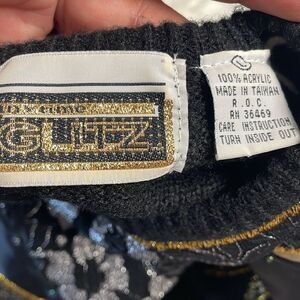 GLITZ
100% ACRYLIC
MADE IN TAIWAN
R.O.C.
RN 36469
CARE INSTRUCTION
TURN INSIDE OUT